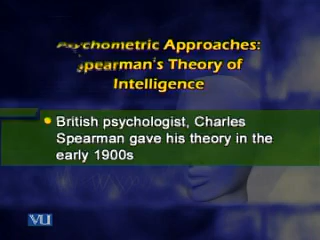 Psychometric Approaches:
Spearman's Theory of
Intelligence
British psychologist, Charles
Spearman gave his theory in the
early 1900s
VU